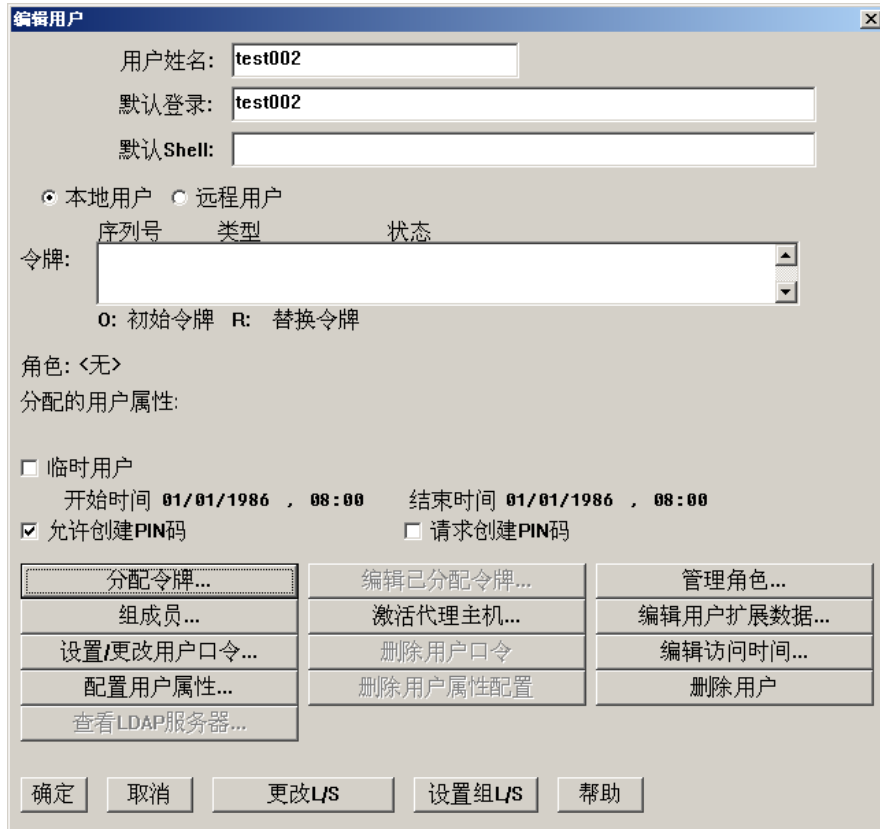 编辑用户
用户姓名: test002
默认登录: test002
默认Shell:
本地用户 远程用户
序列号 类型 状态
令牌:
O: 初始令牌 R: 替换令牌
角色: <无>
分配的用户属性:
临时用户
开始时间 01/01/1986 , 08:00 结束时间 01/01/1986 , 08:00
允许创建PIN码 请求创建PIN码
分配令牌... 编辑已分配令牌... 管理角色...
组成员... 激活代理主机... 编辑用户扩展数据...
设置/更改用户口令... 删除用户口令 编辑访问时间...
配置用户属性... 删除用户属性配置 删除用户
查看LDAP服务器...
确定 取消 更改L/S 设置组L/S 帮助